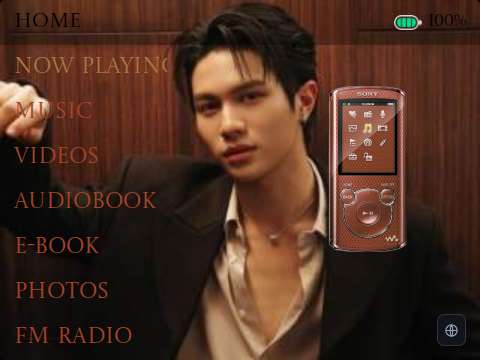 HOME
100%
NOW PLAYING
MUSIC
VIDEOS
AUDIOBOOK
E-BOOK
PHOTOS
FM RADIO
SONY